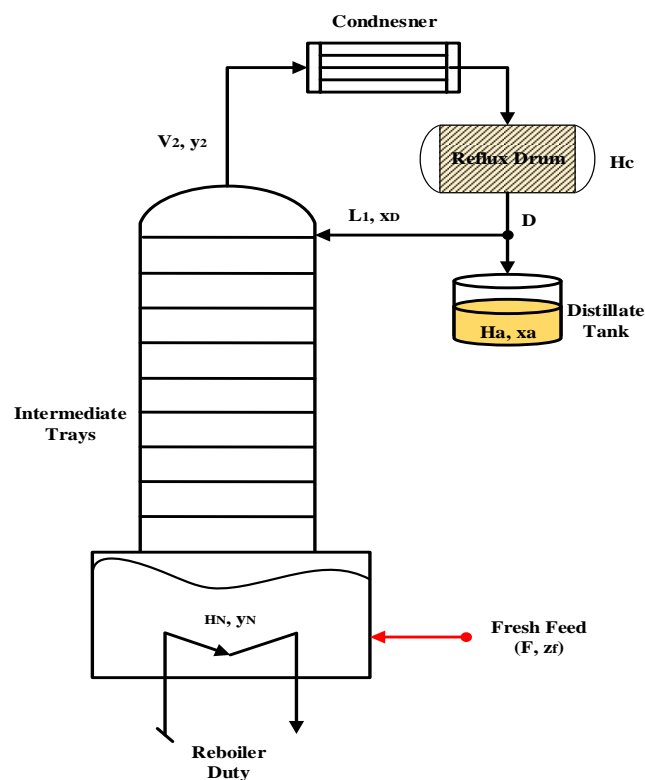 Condnesner
V2, y2
Reflux Drum
Hc
L1, xD
D
Ha, xa
Distillate
Tank
Intermediate
Trays
HN, yN
Fresh Feed
(F, zf)
Reboiler
Duty